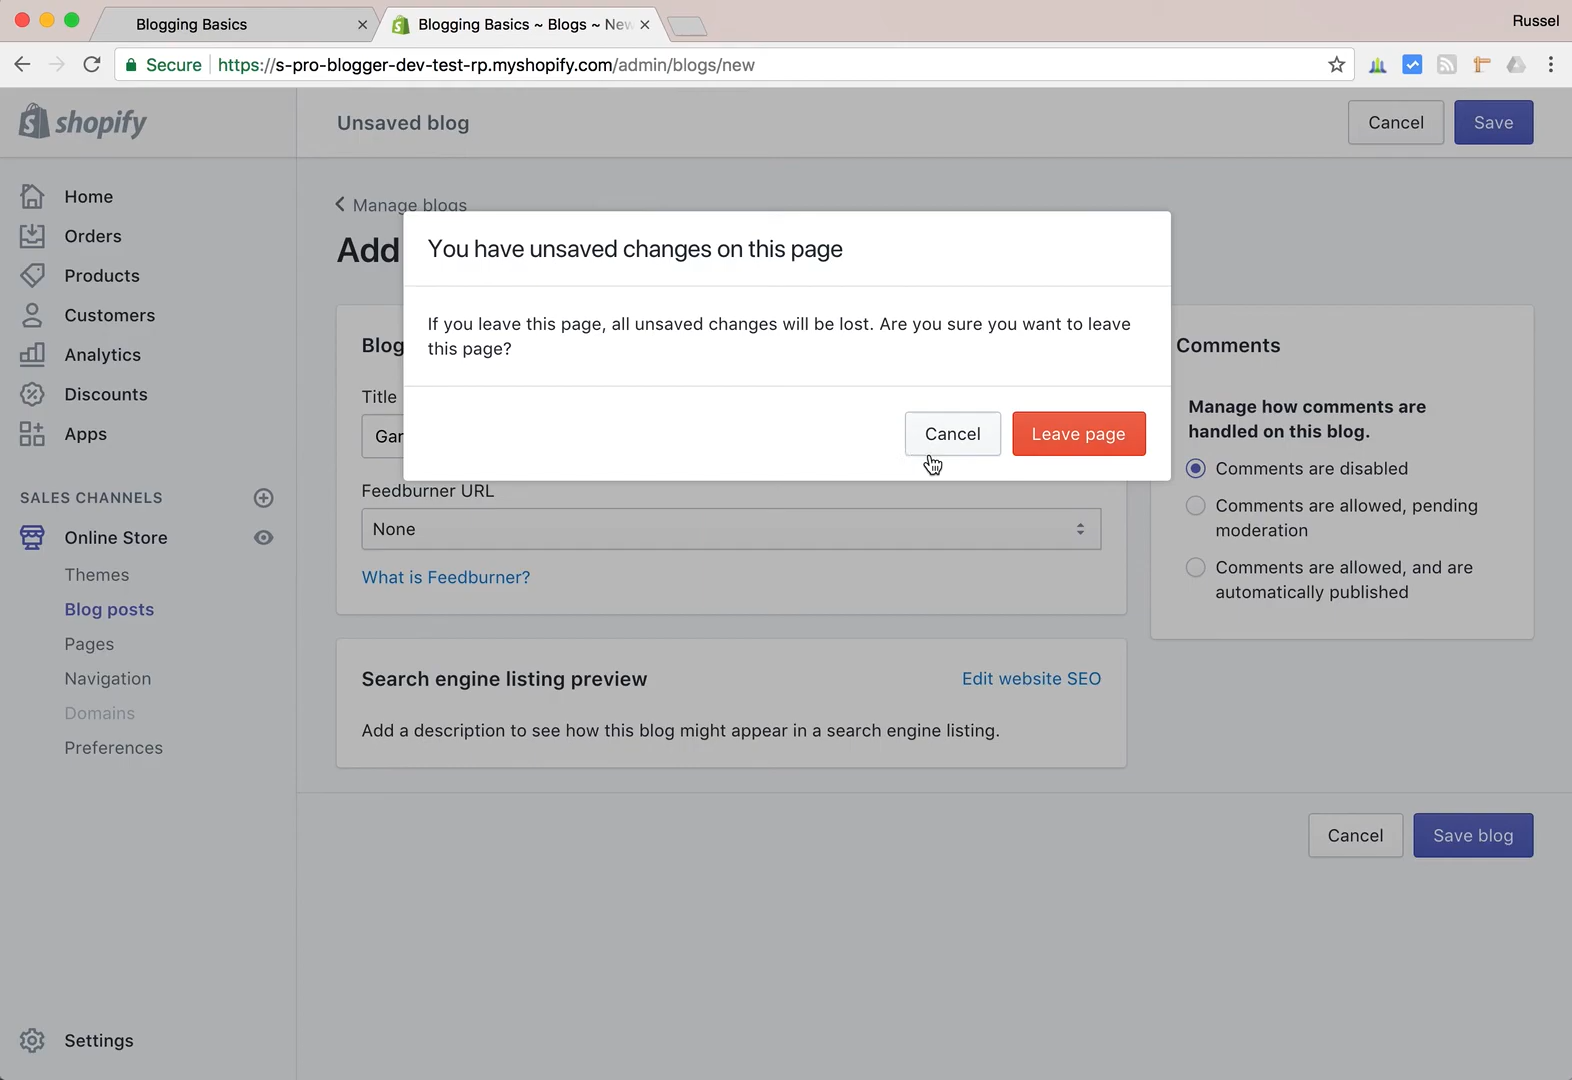 Blogging Basics
Blogging Basics ~ Blogs ~ New
Russel
Secure
https://s-pro-blogger-dev-test-rp.myshopify.com/admin/blogs/new
shopify
Unsaved blog
Cancel
Save
Home
Orders
Products
Customers
Analytics
Discounts
Apps
SALES CHANNELS
Online Store
Themes
Blog posts
Pages
Navigation
Domains
Preferences
Settings
Manage blogs
Add
You have unsaved changes on this page
If you leave this page, all unsaved changes will be lost. Are you sure you want to leave
this page?
Cancel
Leave page
Blog
Title
Gar
Feedburner URL
None
What is Feedburner?
Comments
Manage how comments are
handled on this blog.
Comments are disabled
Comments are allowed, pending
moderation
Comments are allowed, and are
automatically published
Search engine listing preview
Edit website SEO
Add a description to see how this blog might appear in a search engine listing.
Cancel
Save blog